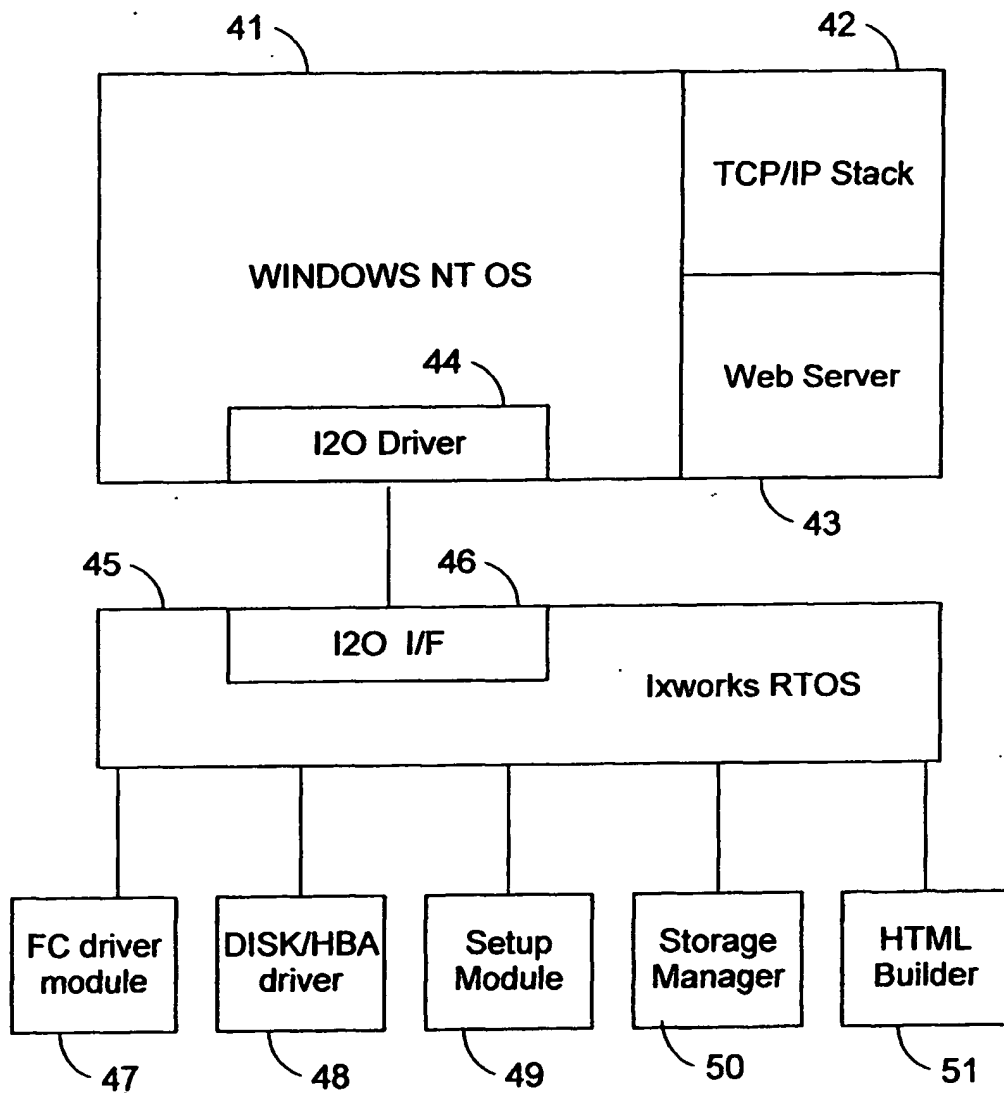 41
42
TCP/IP Stack
WINDOWS NT OS
Web Server
44
I2O Driver
43
45
46
I2O I/F
Ixworks RTOS
FC driver
module
DISK/HBA
driver
Setup
Module
Storage
Manager
HTML
Builder
47
48
49
50
51